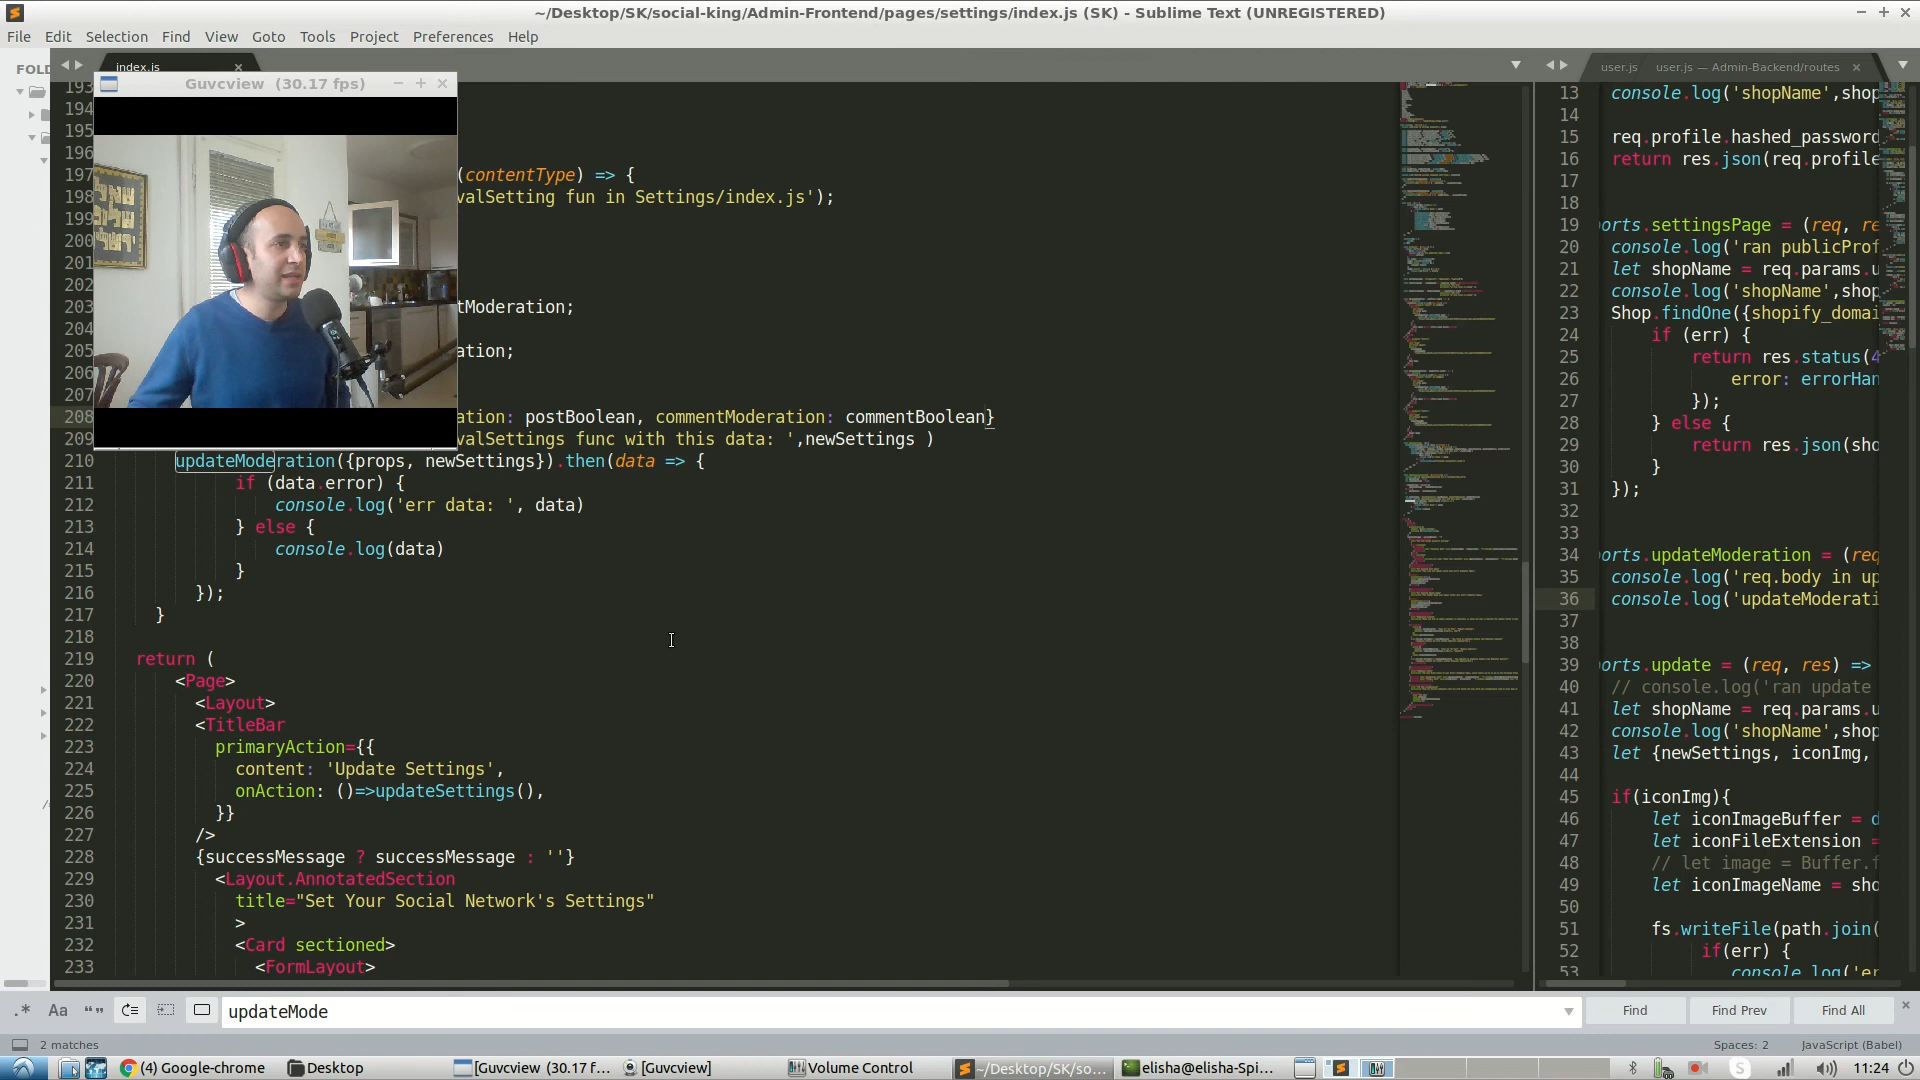 ~/Desktop/SK/social-king/Admin-Frontend/pages/settings/index.js (SK) - Sublime Text (UNREGISTERED)
File Edit Selection Find View Goto Tools Project Preferences Help
FOLD
index.js
user.js user.js — Admin-Backend/routes
Guvcview (30.17 fps)
193
194
195
196
197 (contentType) => {
198 valSetting fun in Settings/index.js');
199
200
201
202
203 tModeration;
204
205 ation;
206
207
208 ation: postBoolean, commentModeration: commentBoolean}
209 valSettings func with this data: ',newSettings )
210 updateModeration({props, newSettings}).then(data => {
211 if (data.error) {
212 console.log('err data: ', data)
213 } else {
214 console.log(data)
215 }
216 });
217 }
218
219 return (
220 <Page>
221 <Layout>
222 <TitleBar
223 primaryAction={{
224 content: 'Update Settings',
225 onAction: ()=>updateSettings(),
226 }}
227 />
228 {successMessage ? successMessage : ''}
229 <Layout.AnnotatedSection
230 title="Set Your Social Network's Settings"
231 >
232 <Card sectioned>
233 <FormLayout>
13 console.log('shopName',shop
14
15 req.profile.hashed_password
16 return res.json(req.profile
17
18
19 orts.settingsPage = (req, re
20 console.log('ran publicProf
21 let shopName = req.params.u
22 console.log('shopName',shop
23 Shop.findOne({shopify_domai
24 if (err) {
25 return res.status(4
26 error: errorHan
27 });
28 } else {
29 return res.json(sho
30 }
31 });
32
33
34 orts.updateModeration = (req
35 console.log('req.body in up
36 console.log('updateModerati
37
38
39 orts.update = (req, res) =>
40 // console.log('ran update
41 let shopName = req.params.u
42 console.log('shopName',shop
43 let {newSettings, iconImg,
44
45 if(iconImg){
46 let iconImageBuffer = d
47 let iconFileExtension =
48 // let image = Buffer.f
49 let iconImageName = sho
50
51 fs.writeFile(path.join(
52 if(err) {
53 console.log('er
.* Aa “” updateMode Find Find Prev Find All
2 matches Spaces: 2 JavaScript (Babel)
(4) Google-chrome Desktop [Guvcview (30.17 f... [Guvcview] Volume Control ~/Desktop/SK/so... elisha@elisha-Spi... 11:24